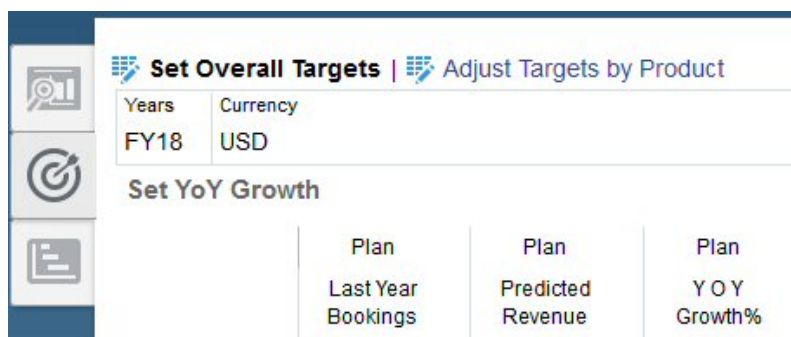 Set Overall Targets | Adjust Targets by Product
Years Currency
FY18 USD
Set YoY Growth
Plan Plan Plan
Last Year Predicted Y O Y
Bookings Revenue Growth%